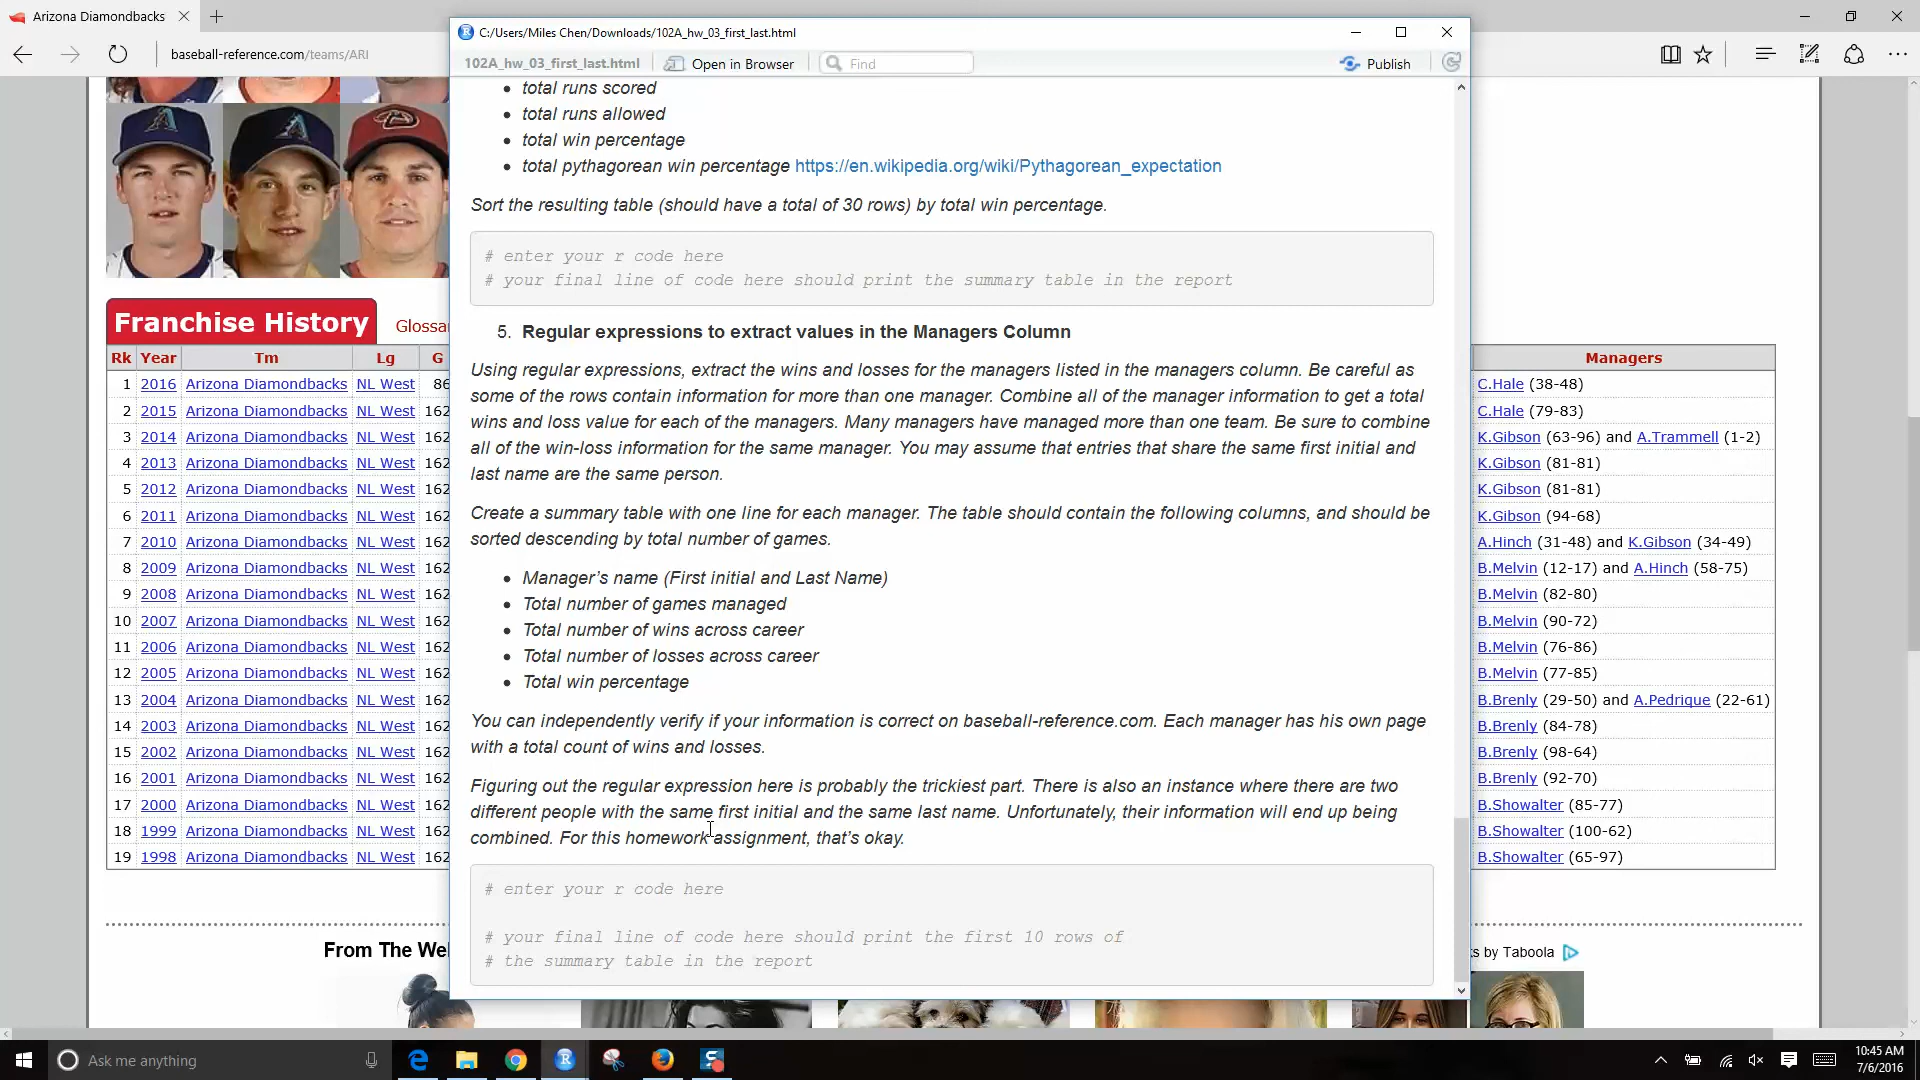 Arizona Diamondbacks
baseball-reference.com/teams/ARI
C:/Users/Miles Chen/Downloads/102A_hw_03_first_last.html
102A_hw_03_first_last.html
Open in Browser
Find
Publish
• total runs scored
• total runs allowed
• total win percentage
• total pythagorean win percentage https://en.wikipedia.org/wiki/Pythagorean_expectation
Sort the resulting table (should have a total of 30 rows) by total win percentage.
# enter your r code here
# your final line of code here should print the summary table in the report
5. Regular expressions to extract values in the Managers Column
Using regular expressions, extract the wins and losses for the managers listed in the managers column. Be careful as
some of the rows contain information for more than one manager. Combine all of the manager information to get a total
wins and loss value for each of the managers. Many managers have managed more than one team. Be sure to combine
all of the win-loss information for the same manager. You may assume that entries that share the same first initial and
last name are the same person.
Create a summary table with one line for each manager. The table should contain the following columns, and should be
sorted descending by total number of games.
• Manager’s name (First initial and Last Name)
• Total number of games managed
• Total number of wins across career
• Total number of losses across career
• Total win percentage
You can independently verify if your information is correct on baseball-reference.com. Each manager has his own page
with a total count of wins and losses.
Figuring out the regular expression here is probably the trickiest part. There is also an instance where there are two
different people with the same first initial and the same last name. Unfortunately, their information will end up being
combined. For this homework assignment, that’s okay.
# enter your r code here
# your final line of code here should print the first 10 rows of
# the summary table in the report
Franchise History
Glossa
Rk Year Tm Lg G
1 2016 Arizona Diamondbacks NL West 86
2 2015 Arizona Diamondbacks NL West 162
3 2014 Arizona Diamondbacks NL West 162
4 2013 Arizona Diamondbacks NL West 162
5 2012 Arizona Diamondbacks NL West 162
6 2011 Arizona Diamondbacks NL West 162
7 2010 Arizona Diamondbacks NL West 162
8 2009 Arizona Diamondbacks NL West 162
9 2008 Arizona Diamondbacks NL West 162
10 2007 Arizona Diamondbacks NL West 162
11 2006 Arizona Diamondbacks NL West 162
12 2005 Arizona Diamondbacks NL West 162
13 2004 Arizona Diamondbacks NL West 162
14 2003 Arizona Diamondbacks NL West 162
15 2002 Arizona Diamondbacks NL West 162
16 2001 Arizona Diamondbacks NL West 162
17 2000 Arizona Diamondbacks NL West 162
18 1999 Arizona Diamondbacks NL West 162
19 1998 Arizona Diamondbacks NL West 162
Managers
C.Hale (38-48)
C.Hale (79-83)
K.Gibson (63-96) and A.Trammell (1-2)
K.Gibson (81-81)
K.Gibson (81-81)
K.Gibson (94-68)
A.Hinch (31-48) and K.Gibson (34-49)
B.Melvin (12-17) and A.Hinch (58-75)
B.Melvin (82-80)
B.Melvin (90-72)
B.Melvin (76-86)
B.Melvin (77-85)
B.Brenly (29-50) and A.Pedrique (22-61)
B.Brenly (84-78)
B.Brenly (98-64)
B.Brenly (92-70)
B.Showalter (85-77)
B.Showalter (100-62)
B.Showalter (65-97)
From The We
ks by Taboola
Ask me anything
10:45 AM
7/6/2016